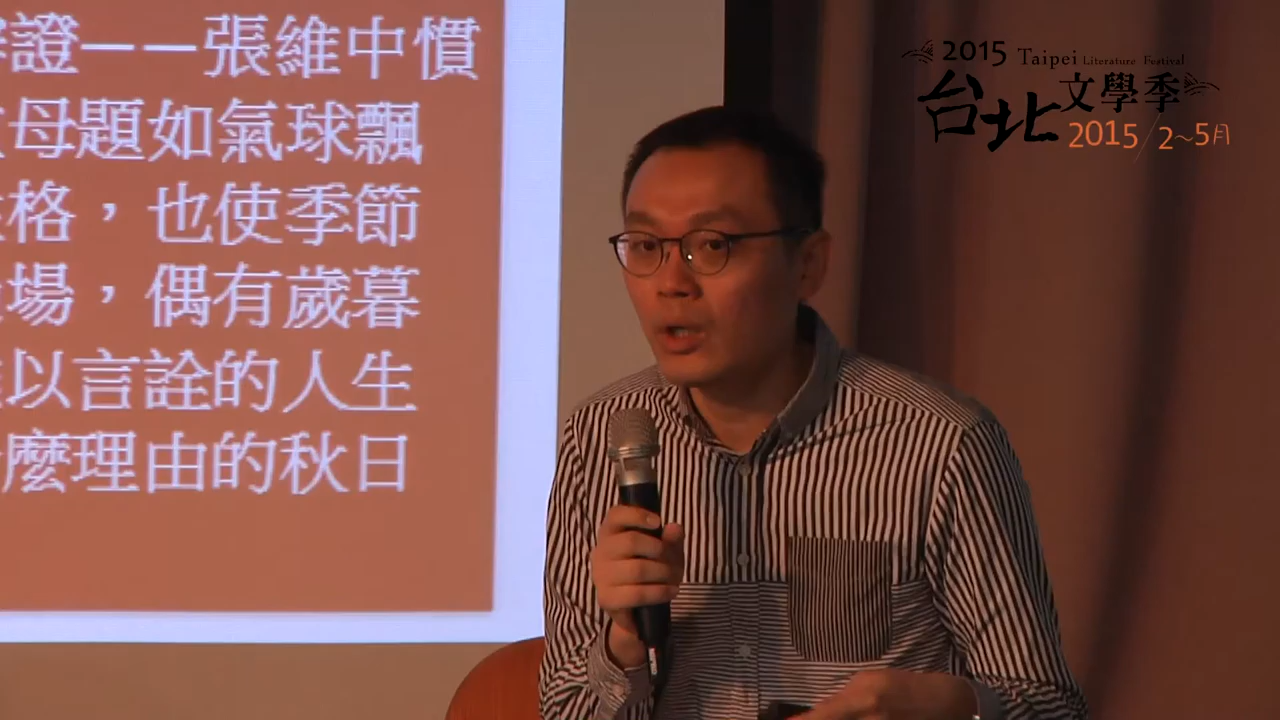 證——張維中慣
母題如氣球飄
格，也使季節
場，偶有歲暮
以言詮的人生
麼理由的秋日
2015 Taipei Literature Festival
台北文學季
2015/2~5月